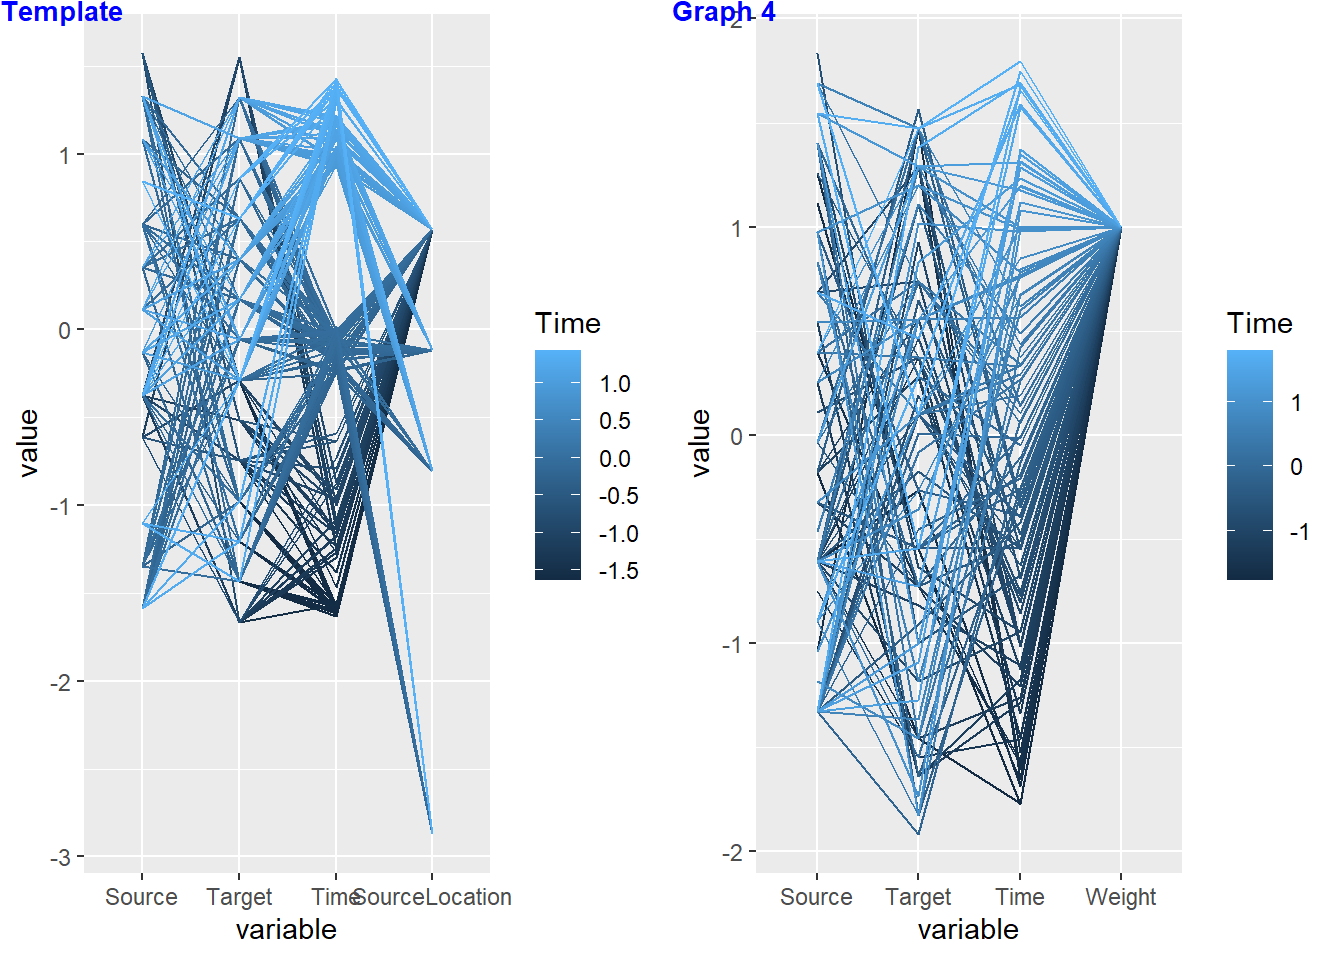 Template
value
1
0
-1
-2
-3
Source Target Time SourceLocation
variable
Time
1.0
0.5
0.0
-0.5
-1.0
-1.5
Graph 4
value
2
1
0
-1
-2
Source Target Time Weight
variable
Time
1
0
-1